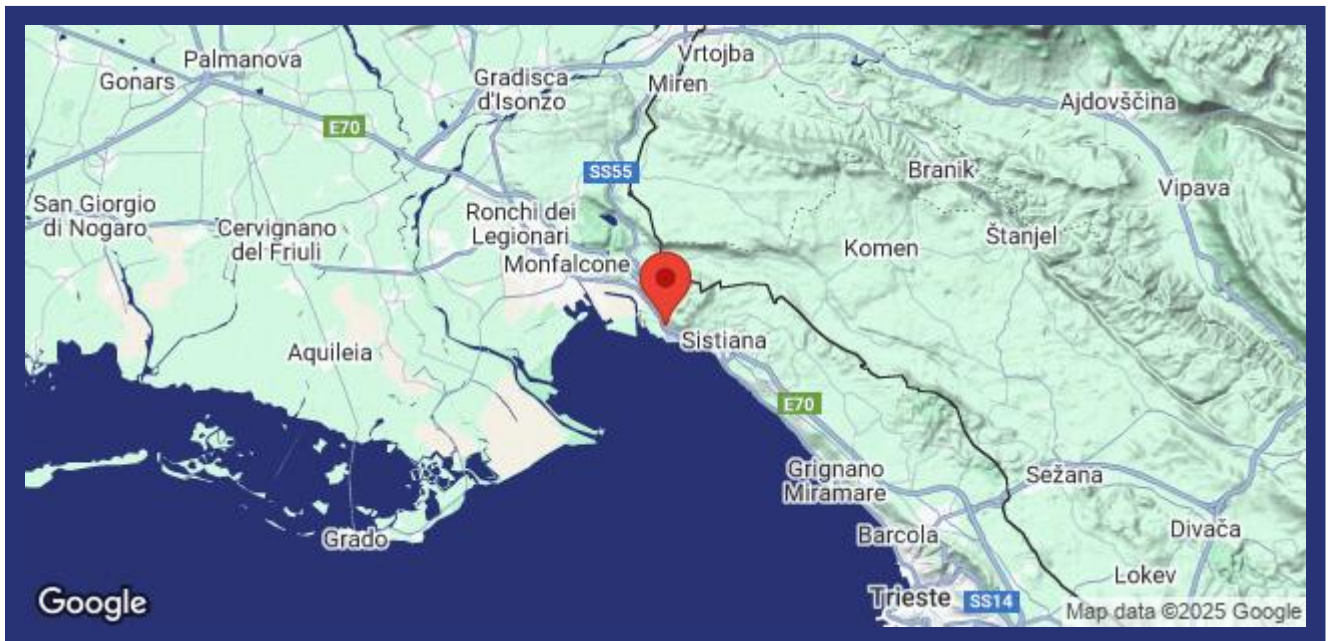 Palmanova
Gonars
Gradisca
d'Isonzo
Vrtojba
Miren
Ajdovščina
E70
SS55
Branik
Vipava
San Giorgio
di Nogaro
Cervignano
del Friuli
Ronchi dei
Legionari
Monfalcone
Komen
Štanjel
Aquileia
Sistiana
E70
Grignano
Miramare
Sežana
Barcola
Divača
Grado
Lokev
Trieste
SS14
Google
Map data ©2025 Google